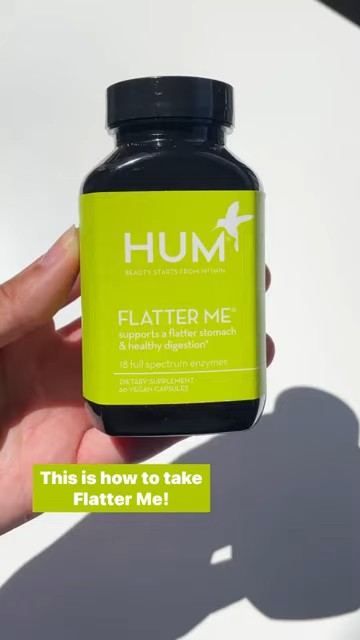 HUM
BEAUTY STARTS FROM WITHIN
FLATTER ME®
supports a flatter stomach
& healthy digestion*
18 full spectrum enzymes
DIETARY SUPPLEMENT
60 VEGAN CAPSULES
This is how to take
Flatter Me!